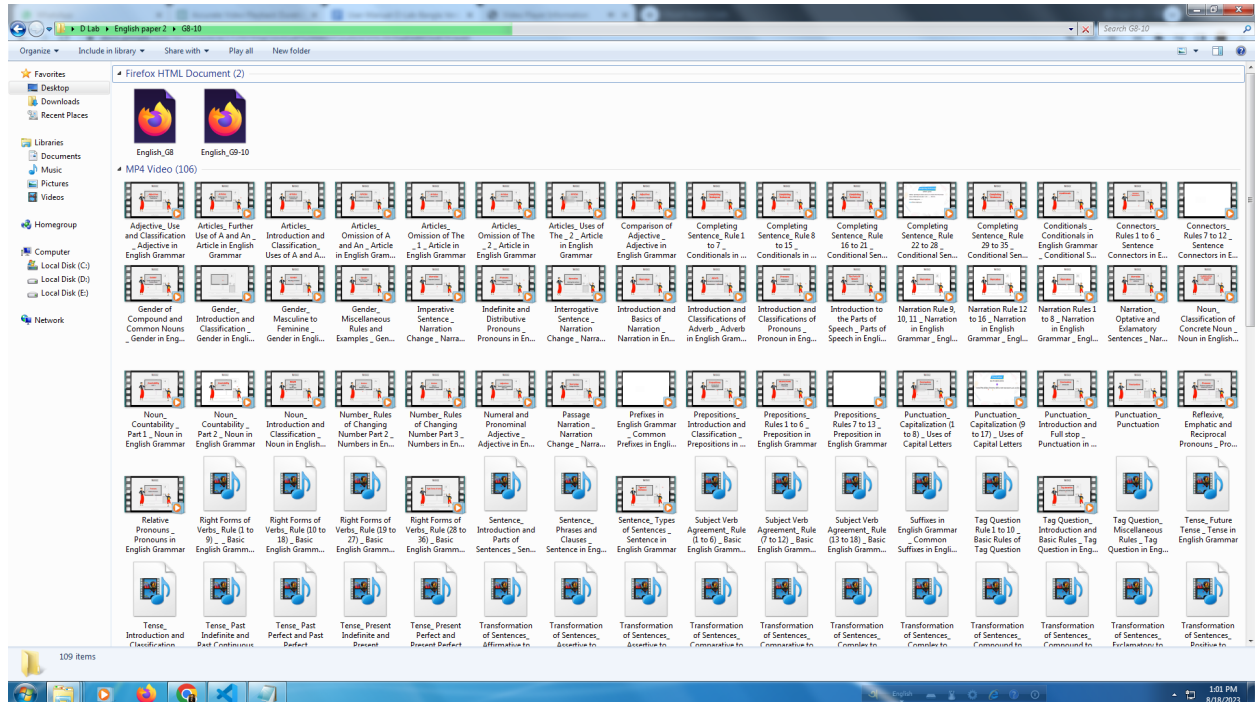 D Lab English paper 2 G8-10
Search G8-10
Organize Include in library Share with Play all New folder
Favorites
Desktop
Downloads
Recent Places
Libraries
Documents
Music
Pictures
Videos
Homegroup
Computer
Local Disk (C:)
Local Disk (D:)
Local Disk (E:)
Network
Firefox HTML Document (2)
English_G8
English_G9-10
MP4 Video (106)
Adjective_ Use
and Classification
_ Adjective in
English Grammar
Articles_ Further
Use of A and An _
Article in English
Grammar
Articles_
Introduction and
Classification_
Uses of A and A...
Articles_
Omission of A
and An _ Article
in English Gram...
Articles_
Omission of The
_ 1 _ Article in
English Grammar
Articles_
Omission of The
_ 2 _ Article in
English Grammar
Articles_ Uses of
The _ 2 _ Article
in English
Grammar
Comparison of
Adjective _
Adjective in
English Grammar
Completing
Sentence_ Rule 1
to 7 _
Conditionals in ...
Completing
Sentence_ Rule 8
to 15 _
Conditionals in ...
Completing
Sentence_ Rule
16 to 21 _
Conditional Sen...
Completing
Sentence_ Rule
22 to 28 _
Conditional Sen...
Completing
Sentence_ Rule
29 to 35 _
Conditional Sen...
Conditionals _
Conditionals in
English Grammar
_ Conditional S...
Connectors_
Rules 1 to 6 _
Sentence
Connectors in E...
Connectors_
Rules 7 to 12 _
Sentence
Connectors in E...
Gender of
Compound and
Common Nouns
_ Gender in Eng...
Gender_
Introduction and
Classification _
Gender in Engli...
Gender_
Masculine to
Feminine _
Gender in Engli...
Gender_
Miscellaneous
Rules and
Examples _ Gen...
Imperative
Sentence _
Narration
Change _ Narra...
Indefinite and
Distributive
Pronouns _
Pronouns in En...
Interrogative
Sentence _
Narration
Change _ Narra...
Introduction and
Basics of
Narration _
Narration in En...
Introduction and
Classifications of
Adverb _ Adverb
in English Gram...
Introduction and
Classifications of
Pronouns _
Pronoun in Eng...
Introduction to
the Parts of
Speech _ Parts of
Speech in Engli...
Narration Rule 9,
10, 11 _ Narration
in English
Grammar _ Engl...
Narration Rule 12
to 16 _ Narration
in English
Grammar _ Engl...
Narration Rules 1
to 8 _ Narration
in English
Grammar _ Engl...
Narration _
Optative and
Exlamatory
Sentences _ Nar...
Noun_
Classification of
Concrete Noun _
Noun in English...
Noun_
Countability _
Part 1 _ Noun in
English Grammar
Noun_
Countability _
Part 2 _ Noun in
English Grammar
Noun_
Introduction and
Classification _
Noun in English...
Number_ Rules
of Changing
Number Part 2 _
Numbers in En...
Number_ Rules
of Changing
Number Part 3 _
Numbers in En...
Numeral and
Pronominal
Adjective _
Adjective in En...
Passage
Narration _
Narration
Change _ Narra...
Prefixes in
English Grammar
_ Common
Prefixes in Engli...
Prepositions_
Introduction and
Classification _
Prepositions in ...
Prepositions_
Rules 1 to 6 _
Preposition in
English Grammar
Prepositions_
Rules 7 to 13 _
Preposition in
English Grammar
Punctuation_
Capitalization (1
to 8) _ Uses of
Capital Letters
Punctuation_
Capitalization (9
to 17) _ Uses of
Capital Letters
Punctuation_
Introduction and
Full stop _
Punctuation in ...
Punctuation_
Punctuation
Reflexive,
Emphatic and
Reciprocal
Pronouns _ Pro...
Relative
Pronouns _
Pronouns in
English Grammar
Right Forms of
Verbs_ Rule (1 to
9) _ _ Basic
English Gramm...
Right Forms of
Verbs_ Rule (10 to
18) _ Basic
English Gramm...
Right Forms of
Verbs_ Rule (19 to
27) _ Basic
English Gramm...
Right Forms of
Verbs_ Rule (28 to
36) _ Basic
English Gramm...
Sentence_
Introduction and
Parts of
Sentences _ Sen...
Sentence_
Phrases and
Clauses _
Sentence in Eng...
Sentence_ Types
of Sentences _
Sentence in
English Grammar
Subject Verb
Agreement_ Rule
(1 to 6) _ Basic
English Grammar
Subject Verb
Agreement_ Rule
(7 to 12) _ Basic
English Grammar
Subject Verb
Agreement_ Rule
(13 to 18) _ Basic
English Grammar
Suffixes in
English Grammar
_ Common
Suffixes in Engli...
Tag Question
Rule 1 to 10 _
Basic Rules of
Tag Question
Tag Question_
Introduction and
Basic Rules _ Tag
Question in Eng...
Tag Question_
Miscellaneous
Rules _ Tag
Question in Eng...
Tense_ Future
Tense _ Tense in
English Grammar
Tense_
Introduction and
Classification
Tense_ Past
Indefinite and
Past Continuous
Tense_ Past
Perfect and Past
Perfect
Tense_ Present
Indefinite and
Present
Tense_ Present
Perfect and
Present Perfect
Transformation
of Sentences_
Affirmative to
Transformation
of Sentences_
Assertive to
Transformation
of Sentences_
Assertive to
Transformation
of Sentences_
Comparative to
Transformation
of Sentences_
Comparative to
Transformation
of Sentences_
Complex to
Transformation
of Sentences_
Complex to
Transformation
of Sentences_
Compound to
Transformation
of Sentences_
Compound to
Transformation
of Sentences_
Exclamatory to
Transformation
of Sentences_
Positive to
109 items
English
1:01 PM
8/18/2023